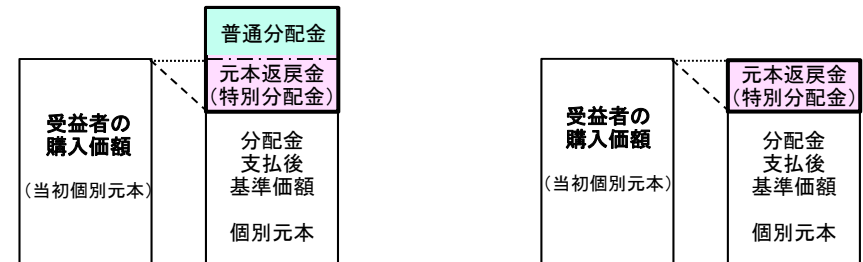 普通分配金
元本返戻金
(特別分配金)
受益者の
購入価額
(当初個別元本)
分配金
支払後
基準価額
個別元本
元本返戻金
(特別分配金)
受益者の
購入価額
(当初個別元本)
分配金
支払後
基準価額
個別元本